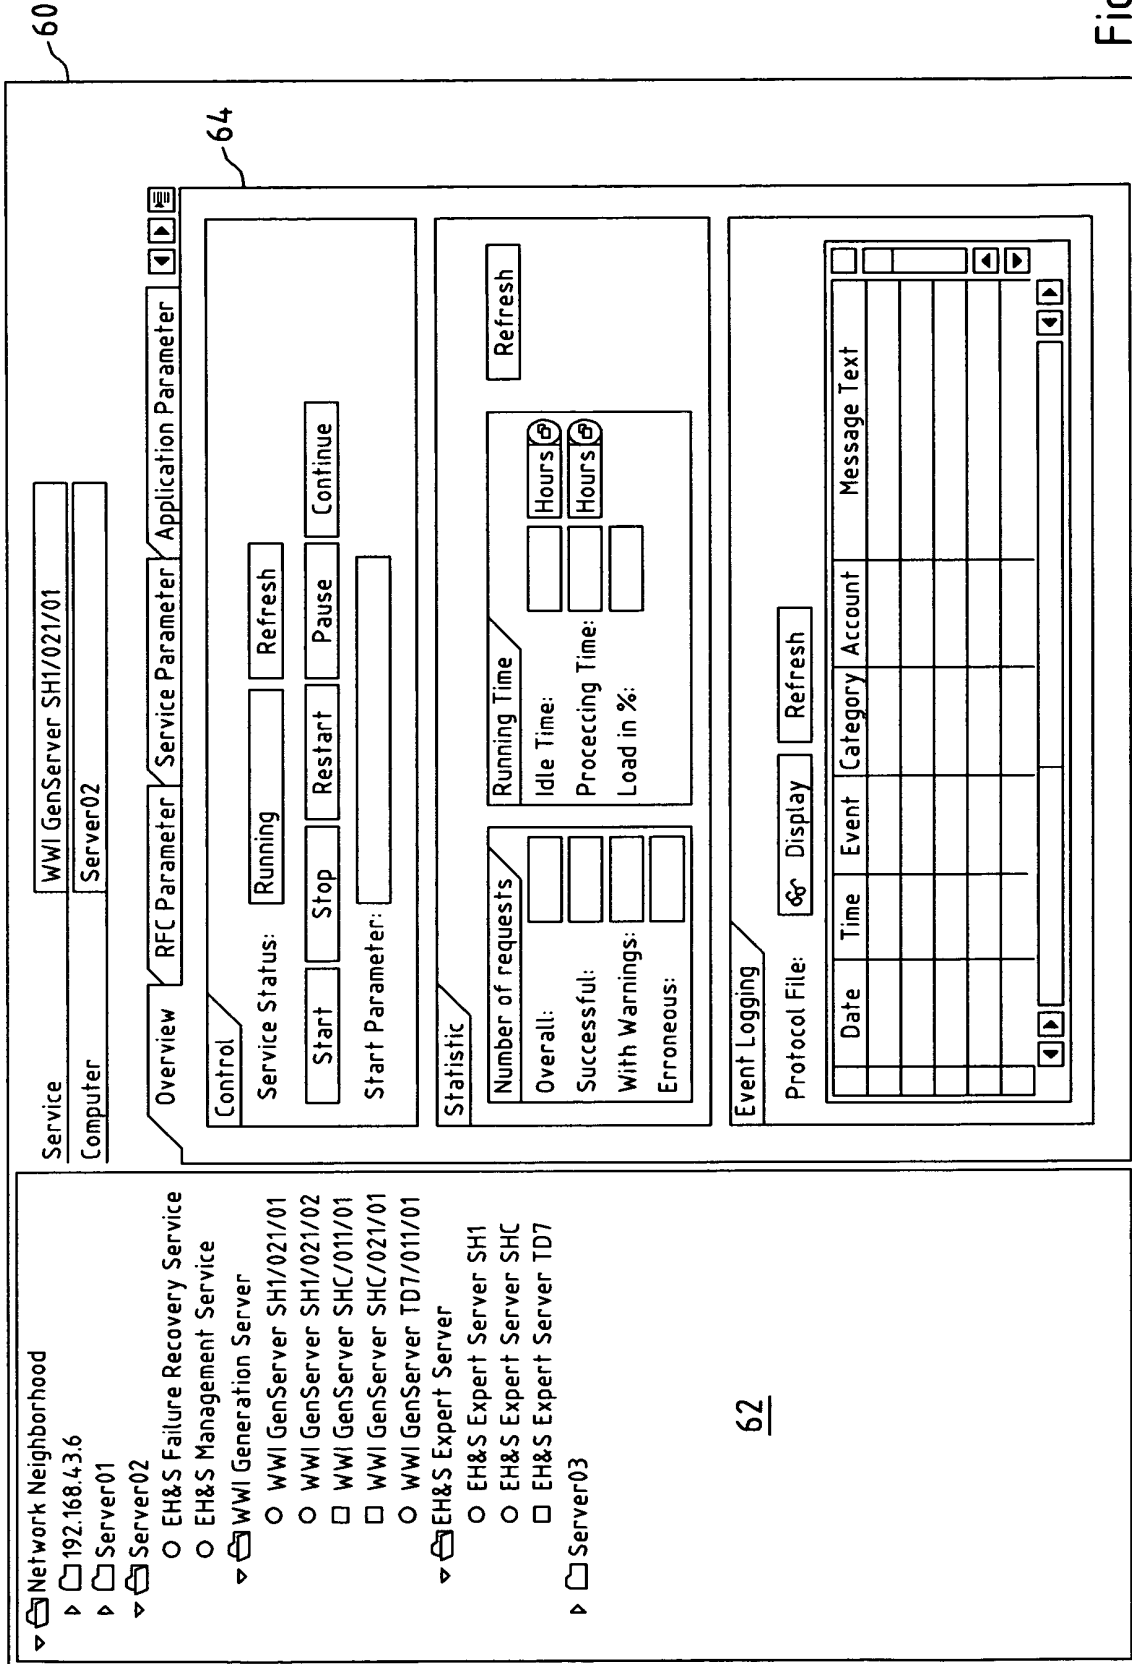 Network Neighborhood
192.168.43.6
Server01
Server02
EH&S Failure Recovery Service
EH&S Management Service
WWI Generation Server
WWI GenServer SH1/021/01
WWI GenServer SH1/021/02
WWI GenServer SHC/011/01
WWI GenServer SHC/021/01
WWI GenServer TD7/011/01
EH&S Expert Server
EH&S Expert Server SH1
EH&S Expert Server SHC
EH&S Expert Server TD7
Server03
62
Service WWI GenServer SH1/021/01
Computer Server02
Overview RFC Parameter Service Parameter Application Parameter
Control
Service Status: Running Refresh
Start Stop Restart Pause Continue
Start Parameter:
Statistic
Number of requests
Overall:
Successful:
With Warnings:
Erroneous:
Running Time
Idle Time: Hours
Prececcing Time: Hours
Load in %:
Refresh
Event Logging
Protocol File: Display Refresh
Date Time Event Category Account Message Text
60
64